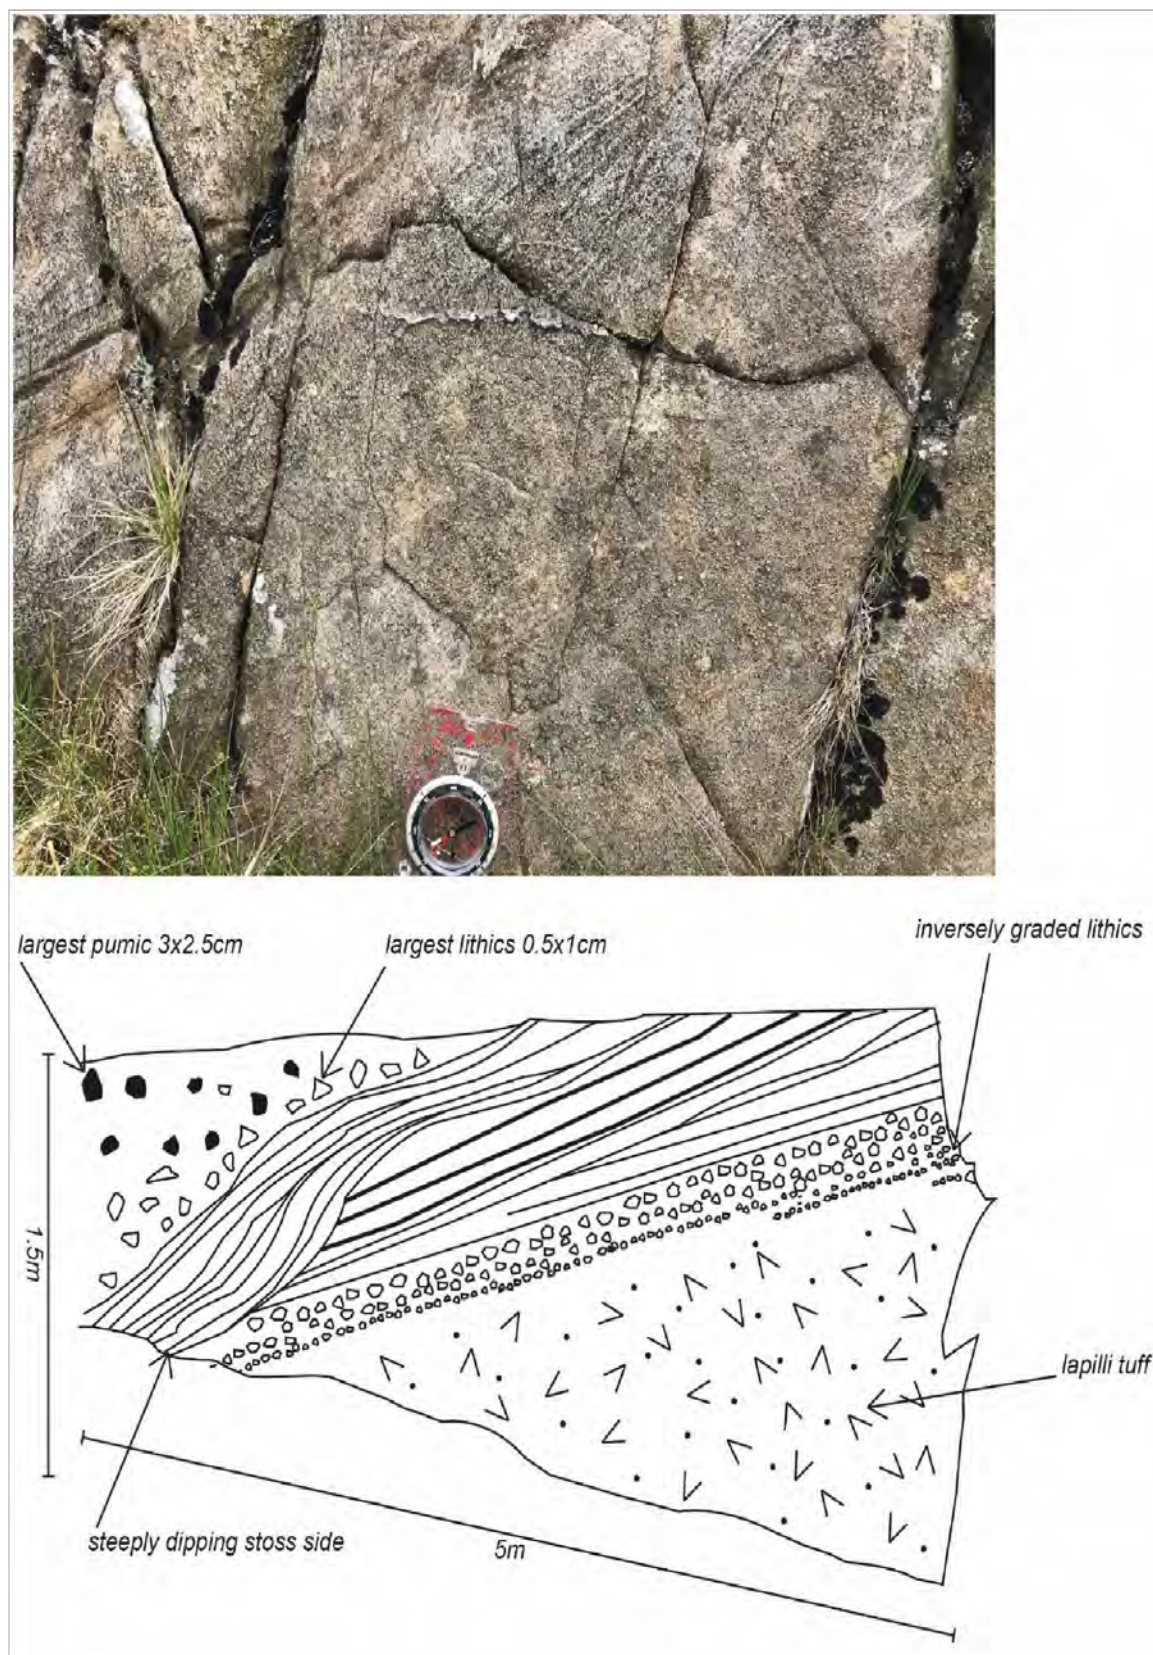 largest pumic 3x2.5cm
largest lithics 0.5x1cm
inversely graded lithics
1.5m
lapilli tuff
steeply dipping stoss side
5m